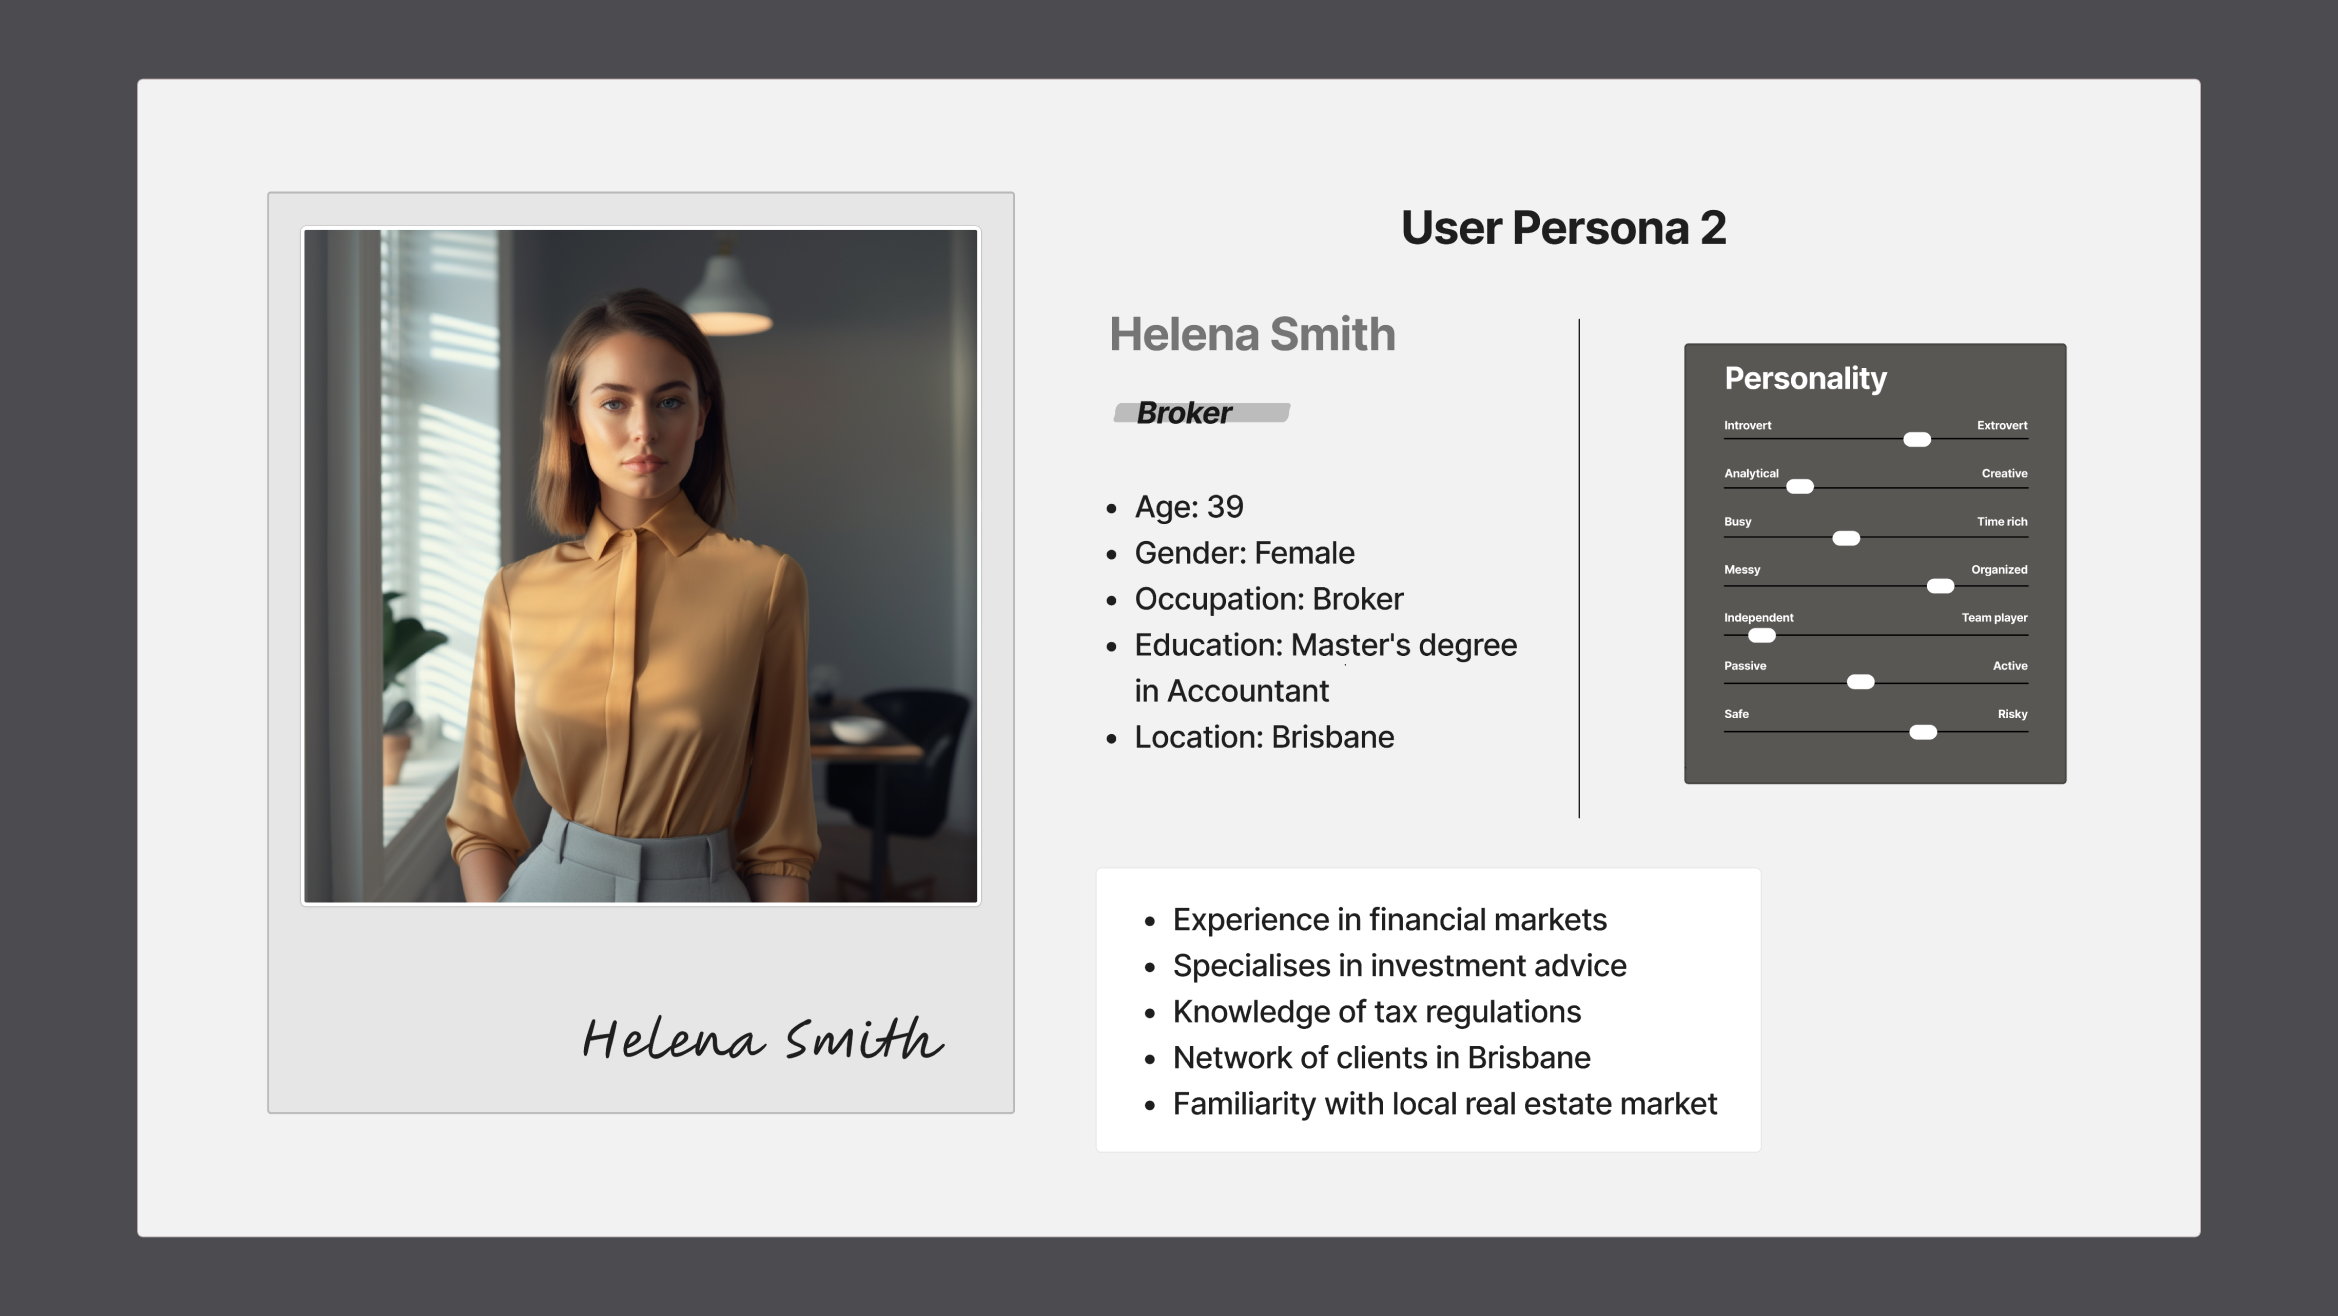 User Persona 2
Helena Smith
Broker
• Age: 39
• Gender: Female
• Occupation: Broker
• Education: Master's degree
in Accountant
• Location: Brisbane
Personality
Introvert Extrovert
Analytical Creative
Busy Time rich
Messy Organized
Independent Team player
Passive Active
Safe Risky
• Experience in financial markets
• Specialises in investment advice
• Knowledge of tax regulations
• Network of clients in Brisbane
• Familiarity with local real estate market
Helena Smith